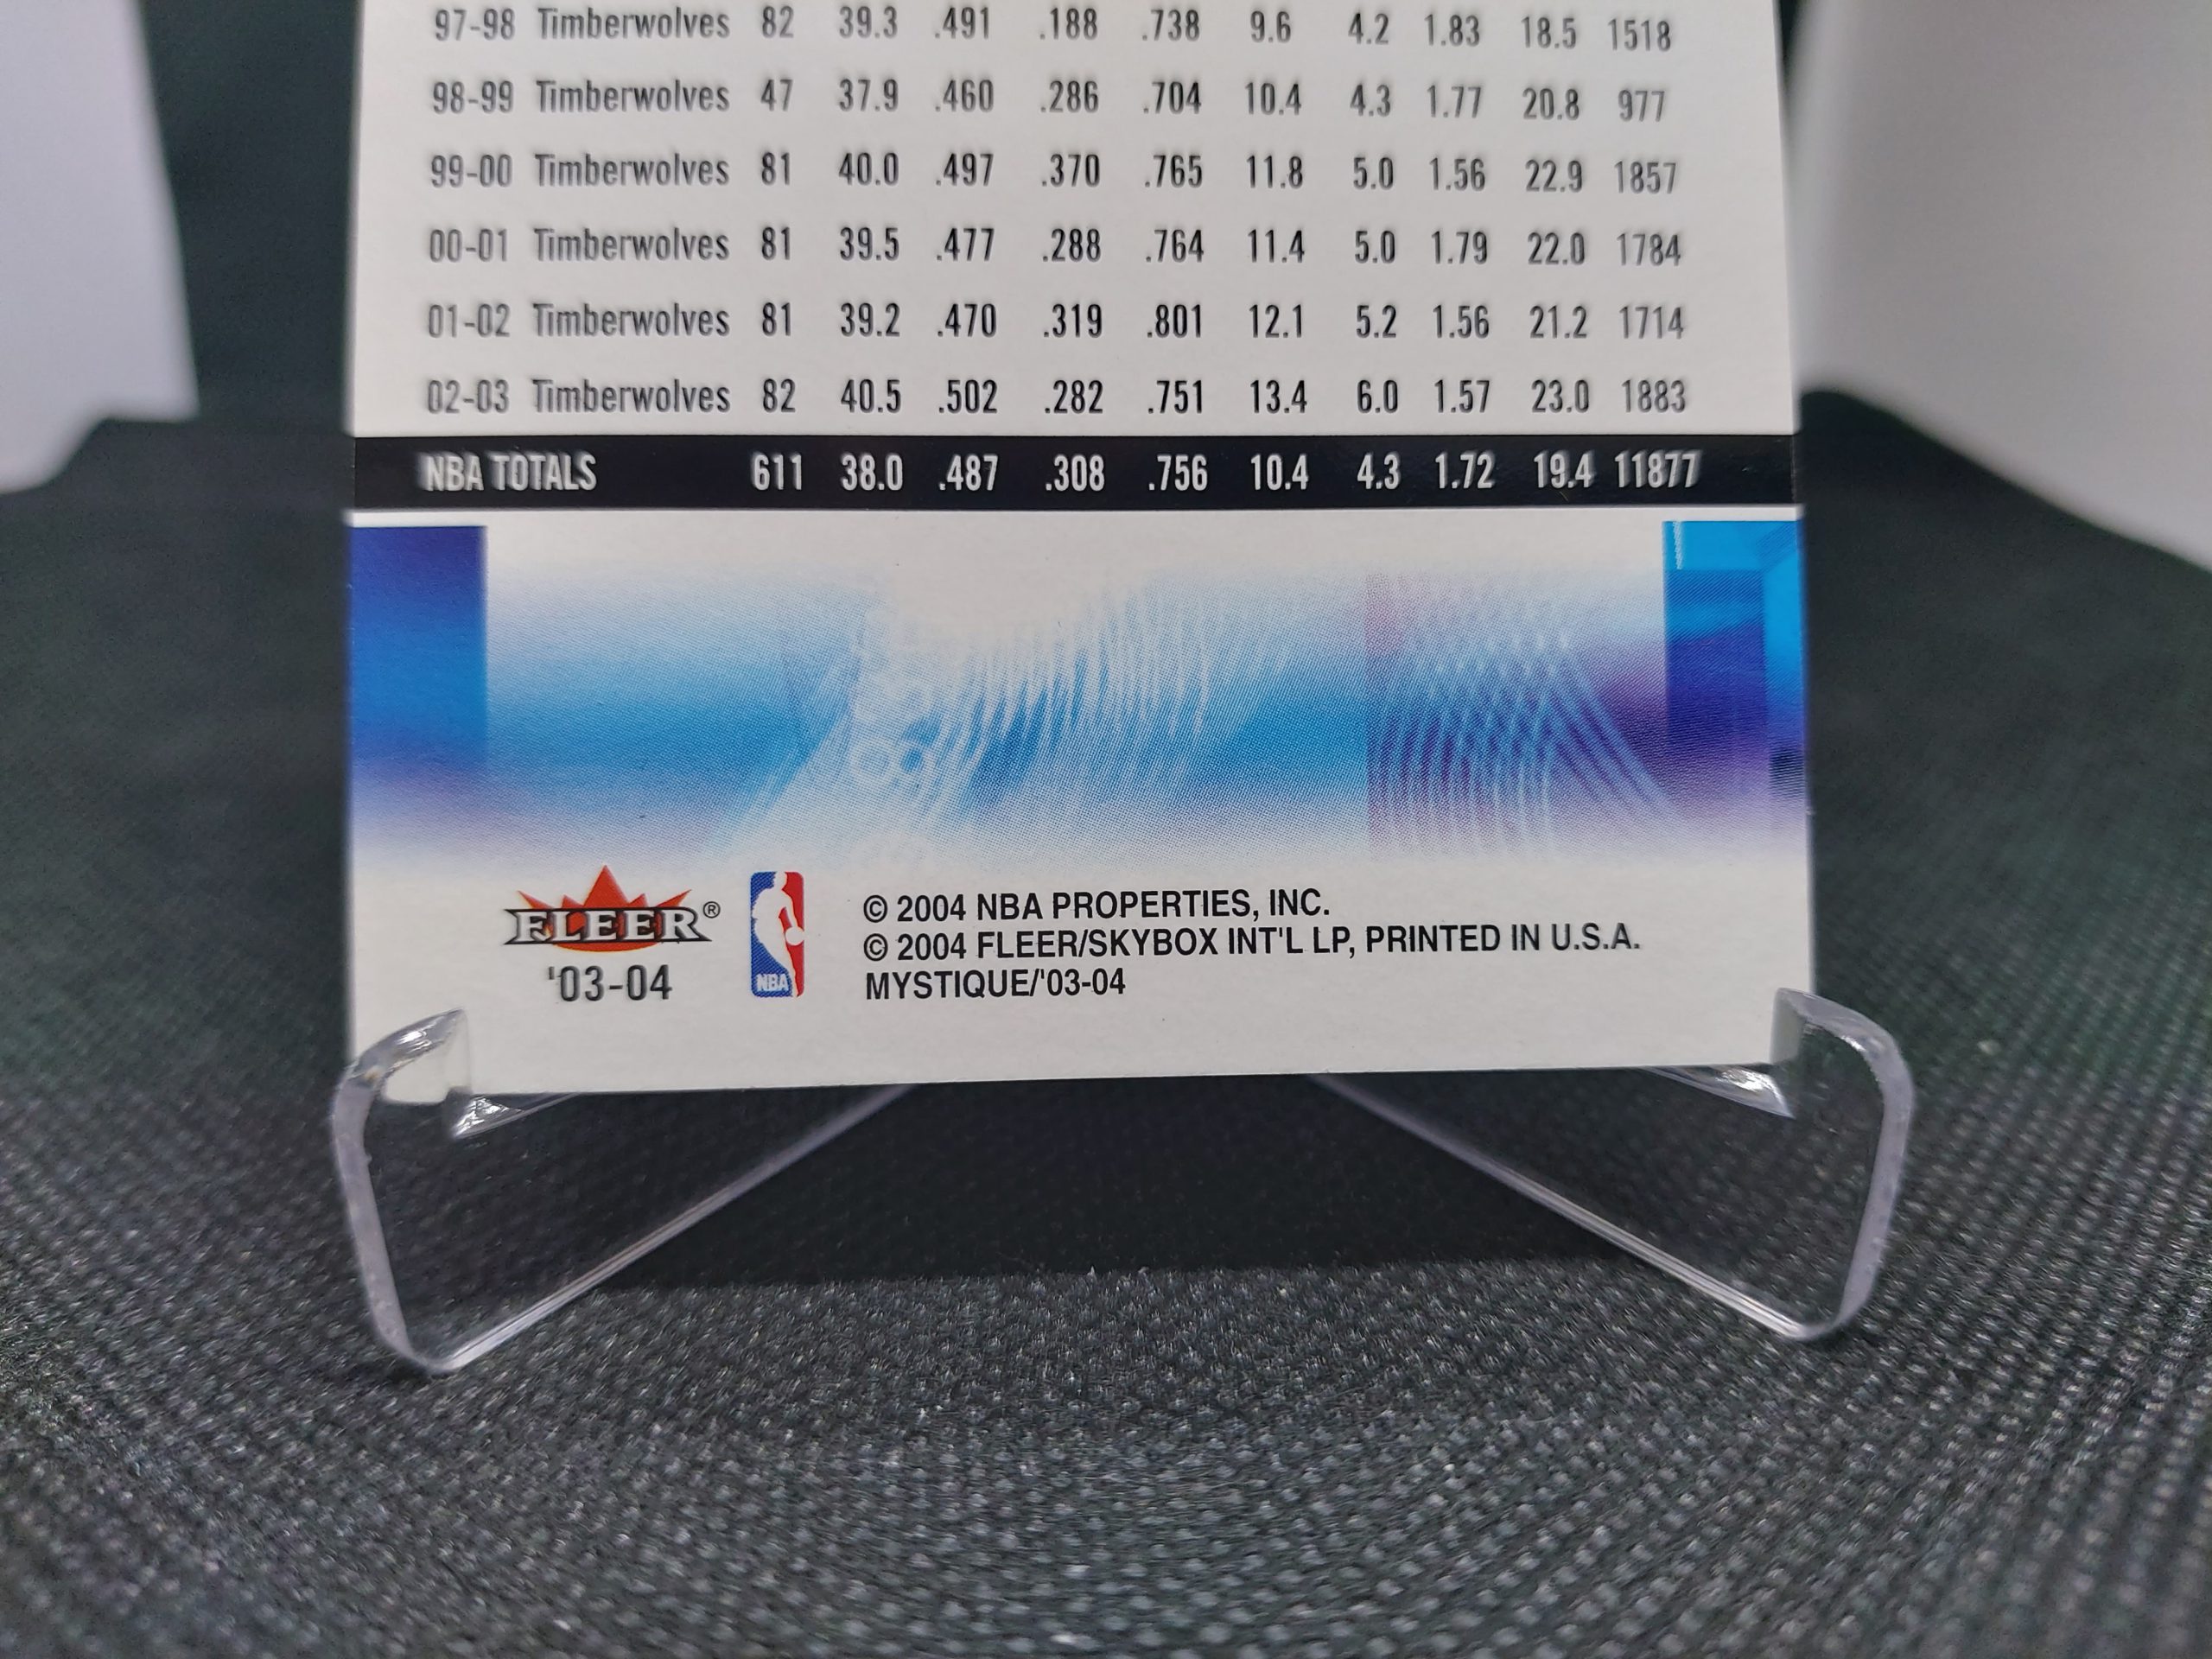 97-98 Timberwolves 82 39.3 .491 .188 .738 9.6 4.2 1.83 18.5 1518
98-99 Timberwolves 47 37.9 .460 .286 .704 10.4 4.3 1.77 20.8 977
99-00 Timberwolves 81 40.0 .497 .370 .765 11.8 5.0 1.56 22.9 1857
00-01 Timberwolves 81 39.5 .477 .288 .764 11.4 5.0 1.79 22.0 1784
01-02 Timberwolves 81 39.2 .470 .319 .801 12.1 5.2 1.56 21.2 1714
02-03 Timberwolves 82 40.5 .502 .282 .751 13.4 6.0 1.57 23.0 1883
NBA TOTALS 611 38.0 .487 .308 .756 10.4 4.3 1.72 19.4 11877
FLEER®
'03-04
NBA
© 2004 NBA PROPERTIES, INC.
© 2004 FLEER/SKYBOX INT'L LP, PRINTED IN U.S.A.
MYSTIQUE/'03-04